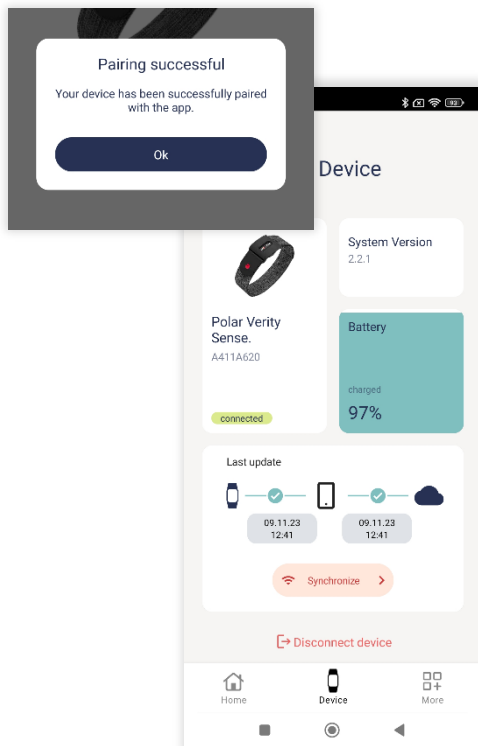 Pairing successful
Your device has been successfully paired
with the app.
Ok
93
Device
System Version
2.2.1
Polar Verity
Sense.
A411A620
connected
Battery
charged
97%
Last update
09.11.23
12:41
09.11.23
12:41
Synchronize
Disconnect device
Home
Device
More